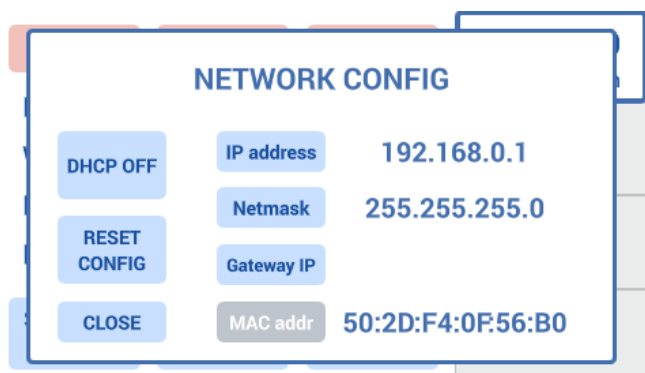 NETWORK CONFIG
DHCP OFF
IP address 192.168.0.1
Netmask 255.255.255.0
RESET
CONFIG
Gateway IP
CLOSE
MAC addr 50:2D:F4:0F:56:B0